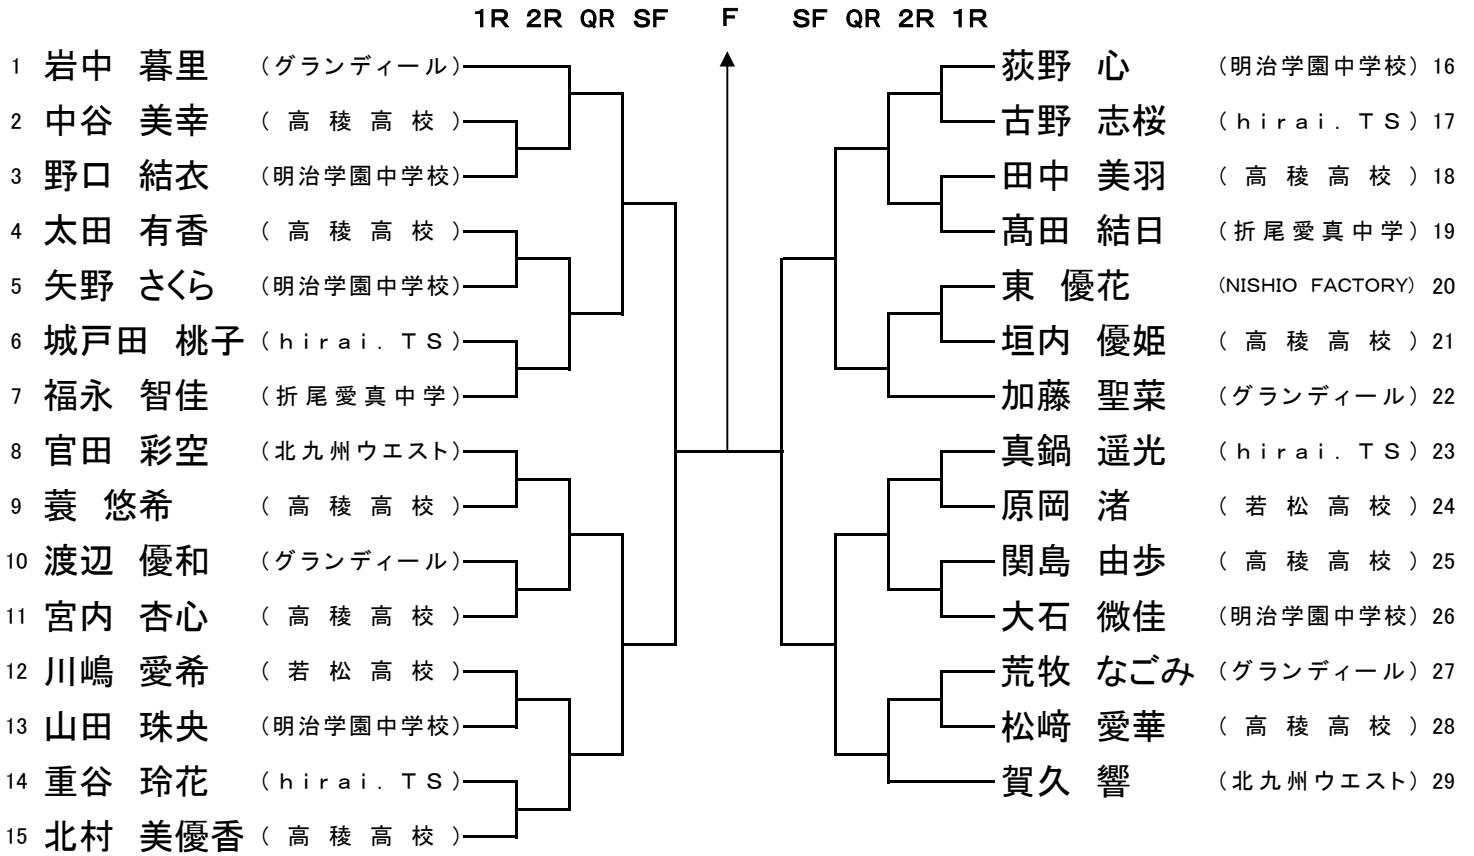 1R 2R QR SF F SF QR 2R 1R
1 岩中 暮里 (グランディール)
2 中谷 美幸 (高稜高校)
3 野口 結衣 (明治学園中学校)
4 太田 有香 (高稜高校)
5 矢野 さくら (明治学園中学校)
6 城戸田 桃子 (hirai. TS)
7 福永 智佳 (折尾愛真中学)
8 官田 彩空 (北九州ウエスト)
9 蓑 悠希 (高稜高校)
10 渡辺 優和 (グランディール)
11 宮内 杏心 (高稜高校)
12 川嶋 愛希 (若松高校)
13 山田 珠央 (明治学園中学校)
14 重谷 玲花 (hirai. TS)
15 北村 美優香 (高稜高校)
荻野 心 (明治学園中学校) 16
古野 志桜 (hirai. TS) 17
田中 美羽 (高稜高校) 18
髙田 結日 (折尾愛真中学) 19
東 優花 (NISHIO FACTORY) 20
垣内 優姫 (高稜高校) 21
加藤 聖菜 (グランディール) 22
真鍋 遥光 (hirai. TS) 23
原岡 渚 (若松高校) 24
関島 由歩 (高稜高校) 25
大石 微佳 (明治学園中学校) 26
荒牧 なごみ (グランディール) 27
松﨑 愛華 (高稜高校) 28
賀久 響 (北九州ウエスト) 29